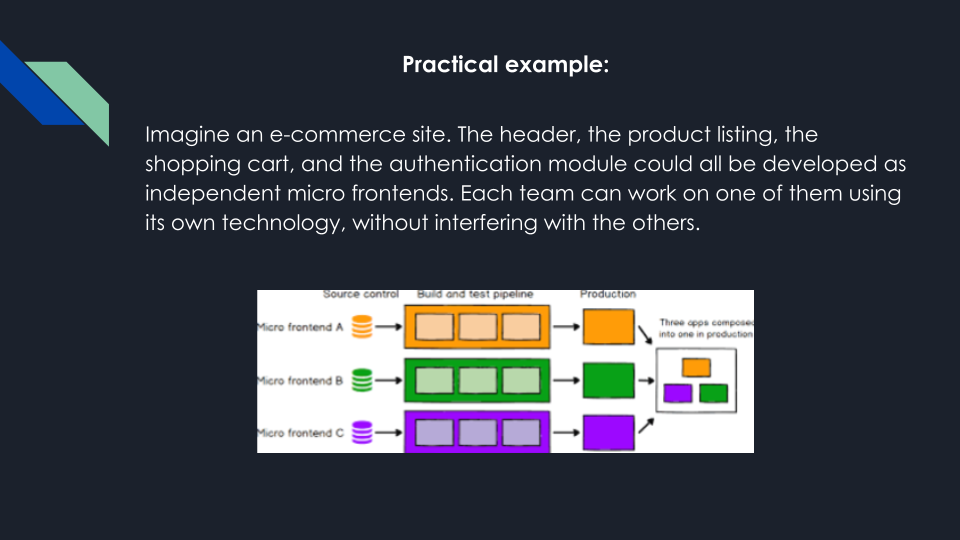 Practical example:
Imagine an e-commerce site. The header, the product listing, the
shopping cart, and the authentication module could all be developed as
independent micro frontends. Each team can work on one of them using
its own technology, without interfering with the others.
Source control Build and test pipeline Production
Micro frontend A
Three apps composed
into one in production
Micro frontend B
Micro frontend C